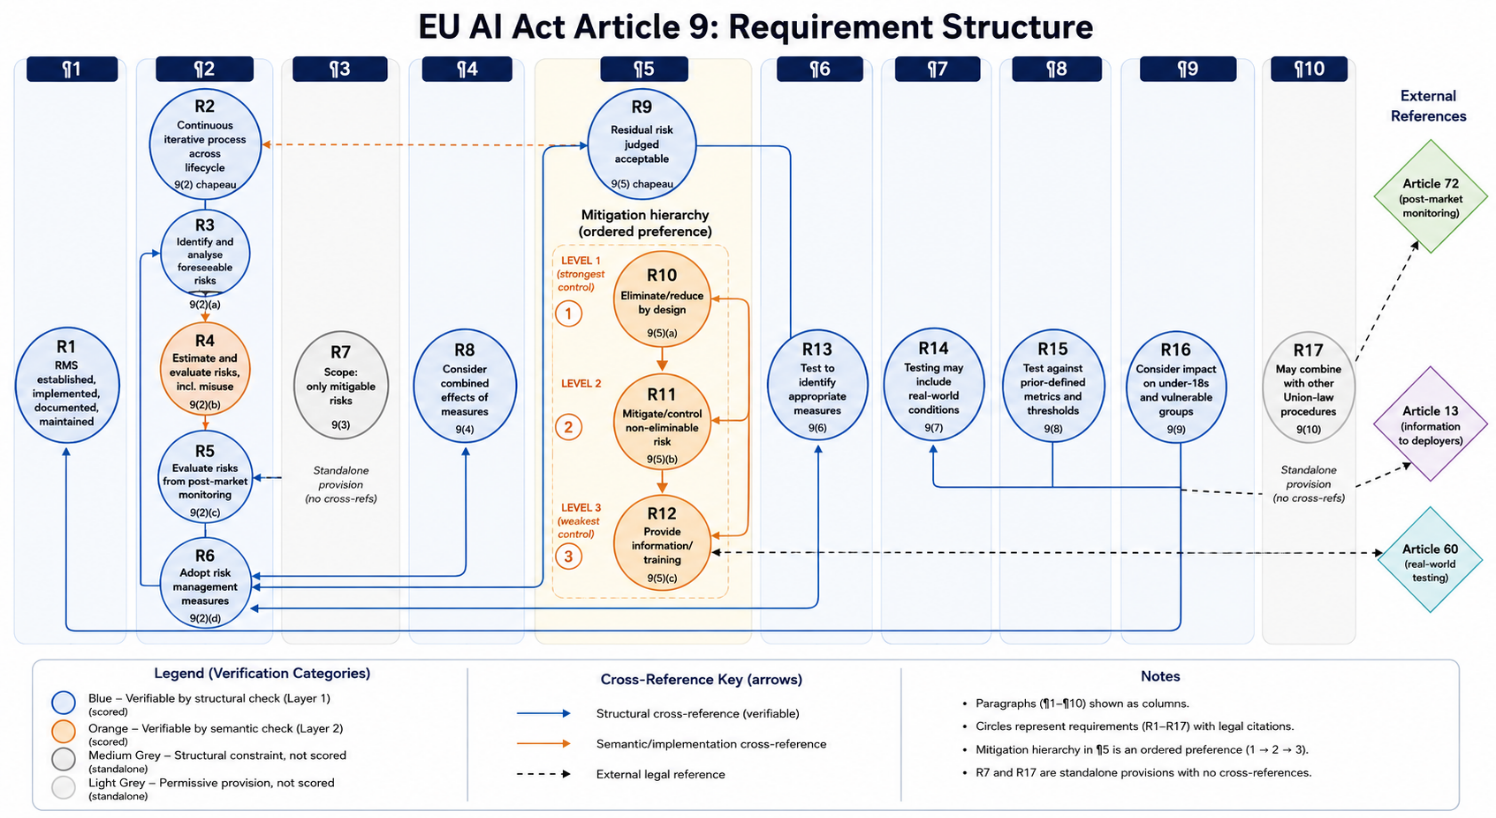 EU AI Act Article 9: Requirement Structure
¶1
¶2
¶3
¶4
¶5
¶6
¶7
¶8
¶9
¶10
External
References
R1
RMS
established,
implemented,
documented,
maintained
R2
Continuous
iterative process
across
lifecycle
9(2) chapeau
R3
Identify and
analyse
foreseeable
risks
9(2)(a)
R4
Estimate and
evaluate risks,
incl. misuse
9(2)(b)
R5
Evaluate risks
from post-market
monitoring
9(2)(c)
R6
Adopt risk
management
measures
9(2)(d)
R7
Scope:
only mitigable
risks
9(3)
Standalone
provision
(no cross-refs)
R8
Consider
combined
effects of
measures
9(4)
R9
Residual risk
judged
acceptable
9(5) chapeau
Mitigation hierarchy
(ordered preference)
LEVEL 1
(strongest
control)
1
R10
Eliminate/reduce
by design
9(5)(a)
LEVEL 2
2
R11
Mitigate/control
non-eliminable
risk
9(5)(b)
LEVEL 3
(weakest
control)
3
R12
Provide
information/
training
9(5)(c)
R13
Test to
identify
appropriate
measures
9(6)
R14
Testing may
include
real-world
conditions
9(7)
R15
Test against
prior-defined
metrics and
thresholds
9(8)
R16
Consider impact
on under-18s
and vulnerable
groups
9(9)
R17
May combine
with other
Union-law
procedures
9(10)
Standalone
provision
(no cross-refs)
Article 72
(post-market
monitoring)
Article 13
(information
to deployers)
Article 60
(real-world
testing)
Legend (Verification Categories)
Blue – Verifiable by structural check (Layer 1)
(scored)
Orange – Verifiable by semantic check (Layer 2)
(scored)
Medium Grey – Structural constraint, not scored
(standalone)
Light Grey – Permissive provision, not scored
(standalone)
Cross-Reference Key (arrows)
Structural cross-reference (verifiable)
Semantic/implementation cross-reference
External legal reference
Notes
• Paragraphs (¶1–¶10) shown as columns.
• Circles represent requirements (R1–R17) with legal citations.
• Mitigation hierarchy in ¶5 is an ordered preference (1 → 2 → 3).
• R7 and R17 are standalone provisions with no cross-references.